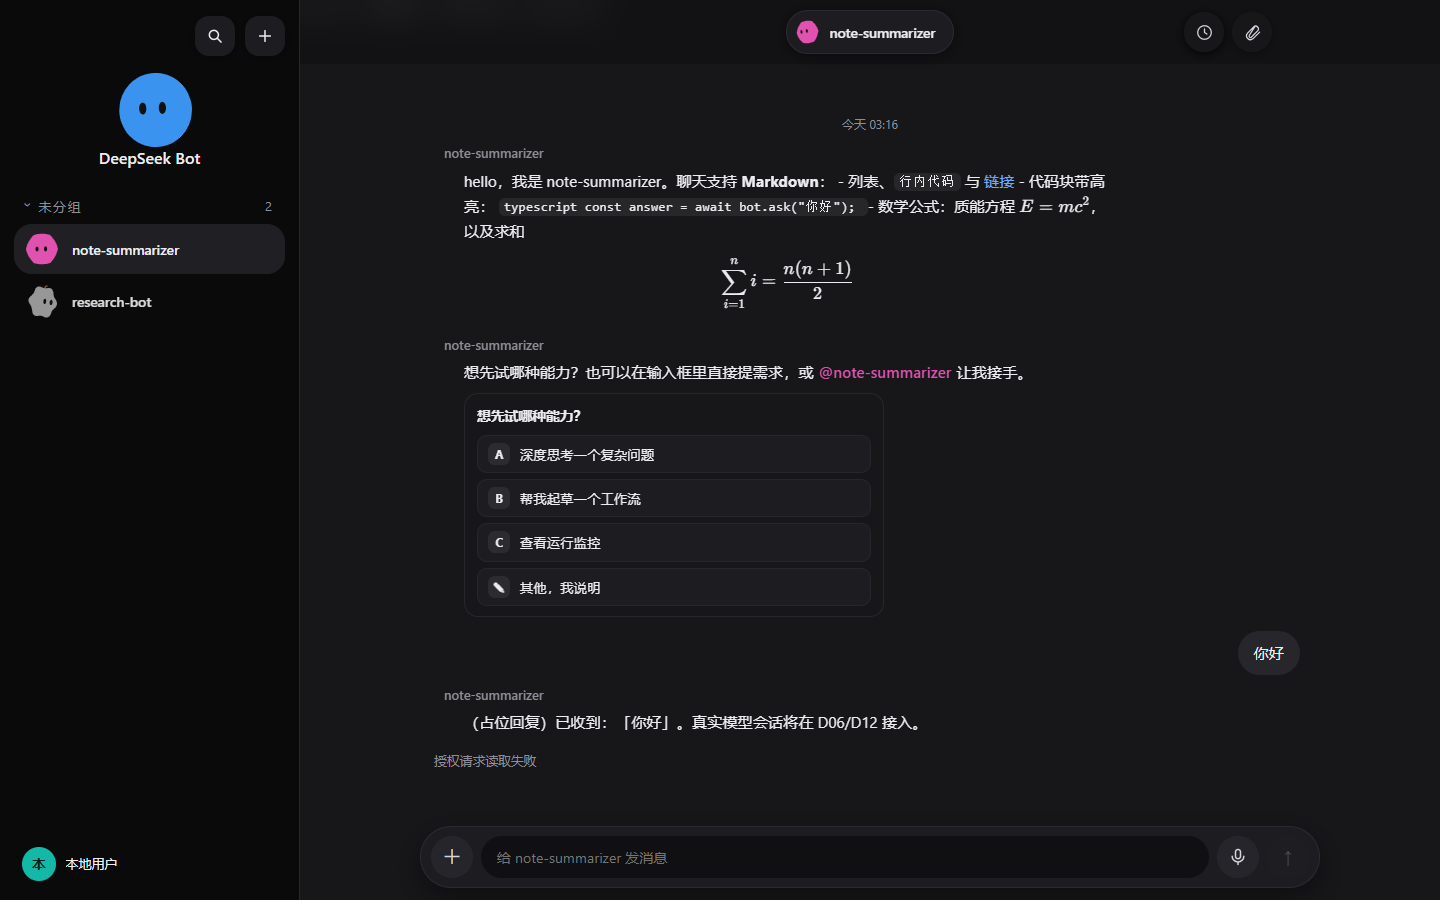 DeepSeek Bot
未分组 2
note-summarizer
research-bot
本 本地用户
note-summarizer
今天 03:16
note-summarizer
hello，我是 note-summarizer。聊天支持 Markdown： - 列表、 行内代码 与 链接 - 代码块带高
亮： typescript const answer = await bot.ask("你好"); - 数学公式：质能方程 E = mc²，
以及求和
∑_{i=1}^{n} i = n(n + 1)/2
note-summarizer
想先试哪种能力？也可以在输入框里直接提需求，或 @note-summarizer 让我接手。
想先试哪种能力？
A 深度思考一个复杂问题
B 帮我起草一个工作流
C 查看运行监控
其他，我说明
你好
note-summarizer
（占位回复）已收到：「你好」。真实模型会话将在 D06/D12 接入。
授权请求读取失败
给 note-summarizer 发消息